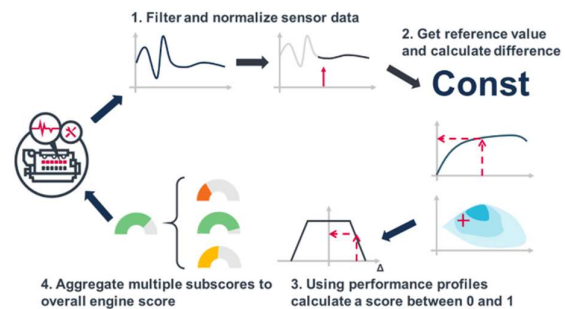 1. Filter and normalize sensor data
2. Get reference value
and calculate difference
Const
Δ
3. Using performance profiles
calculate a score between 0 and 1
4. Aggregate multiple subscores to
overall engine score